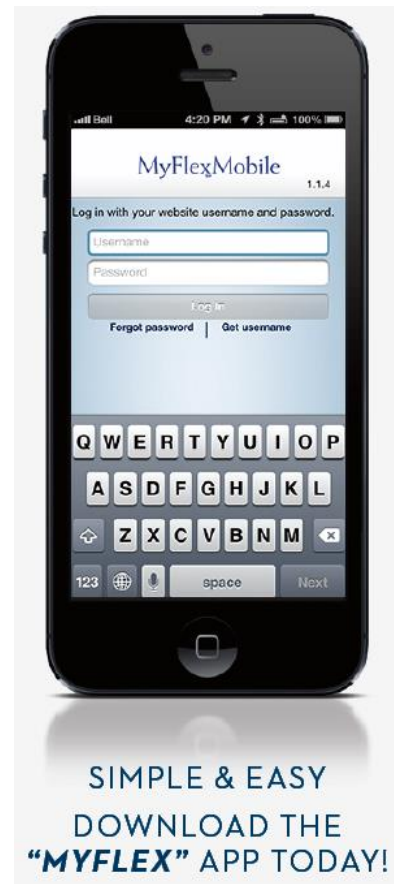 Bell 4:20 PM 100%
MyFlexMobile
1.1.4
Log in with your website username and password.
Username
Password
Log In
Forgot password | Get username
Q W E R T Y U I O P
A S D F G H J K L
Z X C V B N M
123 space Next
SIMPLE & EASY
DOWNLOAD THE
"MYFLEX" APP TODAY!